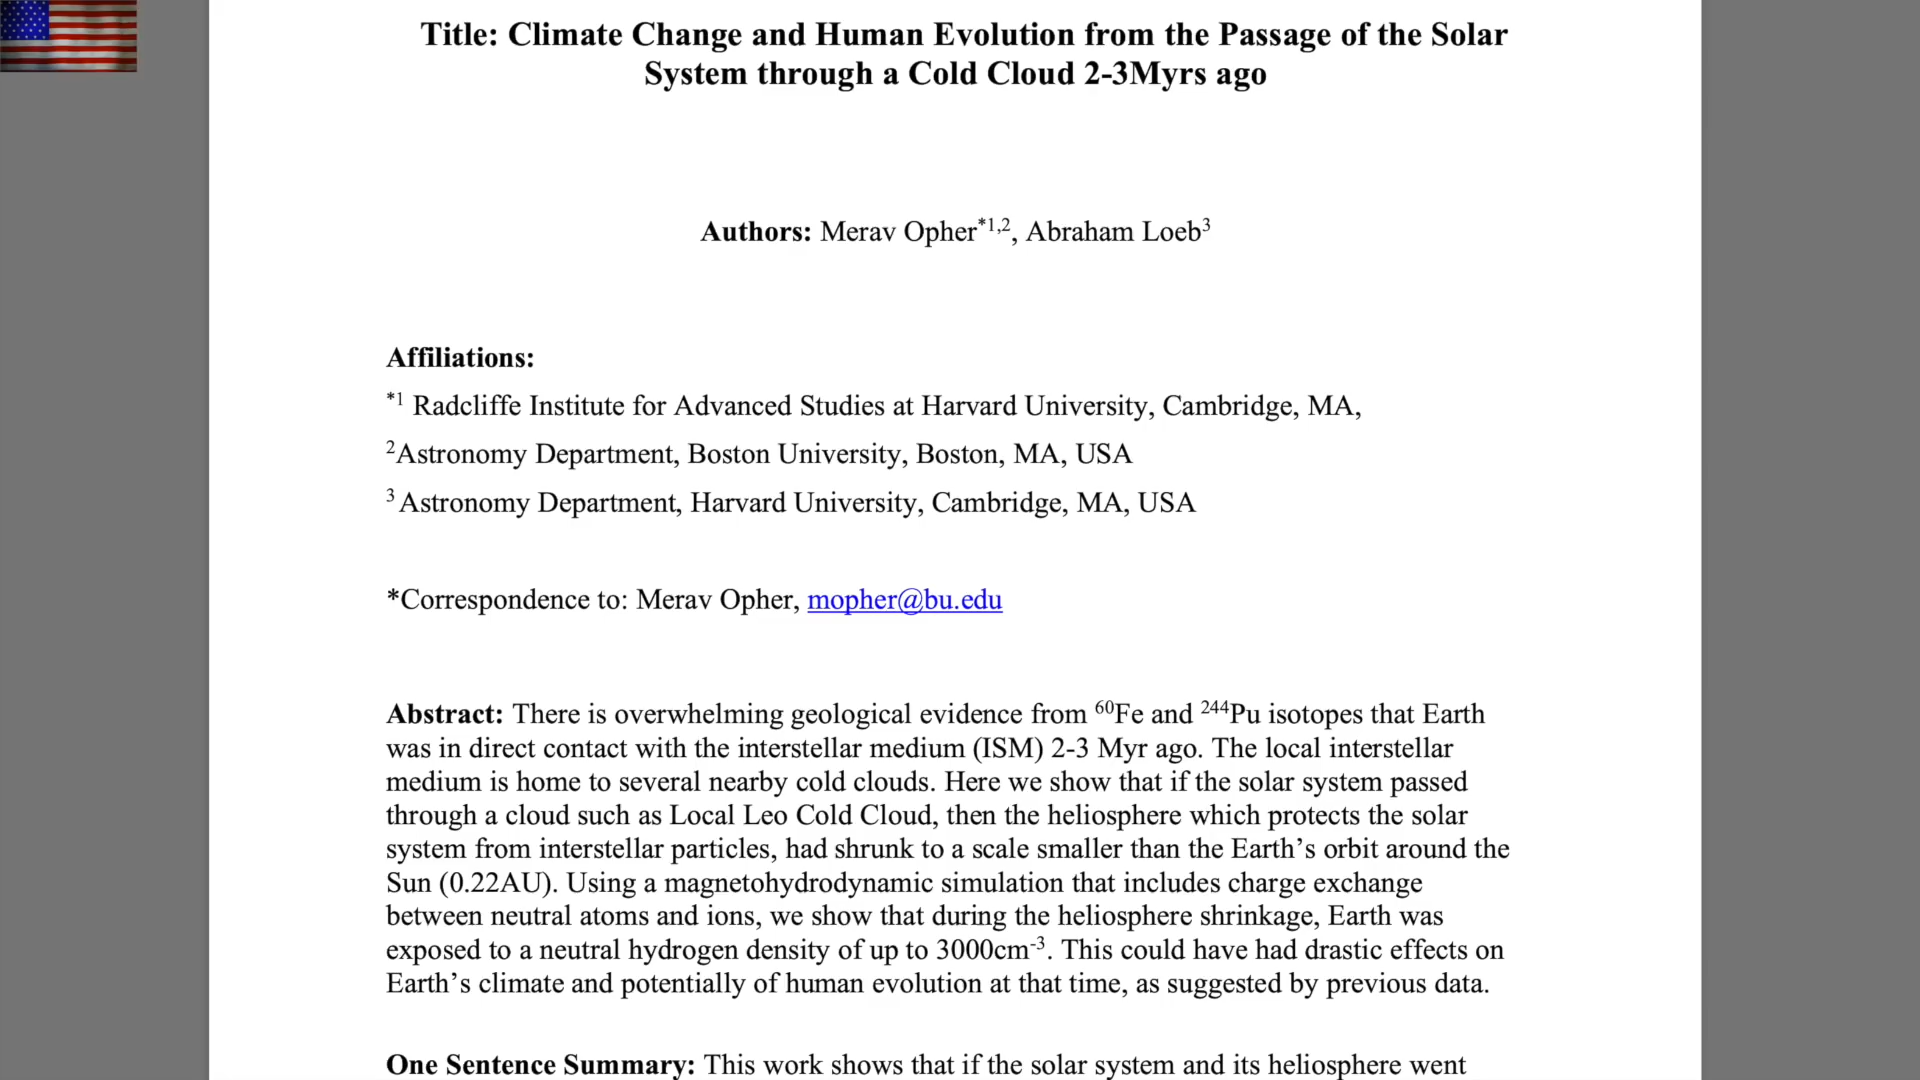 Title: Climate Change and Human Evolution from the Passage of the Solar
System through a Cold Cloud 2-3Myrs ago
Authors: Merav Opher*1,2, Abraham Loeb3
Affiliations:
*1 Radcliffe Institute for Advanced Studies at Harvard University, Cambridge, MA,
2Astronomy Department, Boston University, Boston, MA, USA
3 Astronomy Department, Harvard University, Cambridge, MA, USA
*Correspondence to: Merav Opher, mopher@bu.edu
Abstract: There is overwhelming geological evidence from 60Fe and 244Pu isotopes that Earth
was in direct contact with the interstellar medium (ISM) 2-3 Myr ago. The local interstellar
medium is home to several nearby cold clouds. Here we show that if the solar system passed
through a cloud such as Local Leo Cold Cloud, then the heliosphere which protects the solar
system from interstellar particles, had shrunk to a scale smaller than the Earth’s orbit around the
Sun (0.22AU). Using a magnetohydrodynamic simulation that includes charge exchange
between neutral atoms and ions, we show that during the heliosphere shrinkage, Earth was
exposed to a neutral hydrogen density of up to 3000cm-3. This could have had drastic effects on
Earth’s climate and potentially of human evolution at that time, as suggested by previous data.
One Sentence Summary: This work shows that if the solar system and its heliosphere went